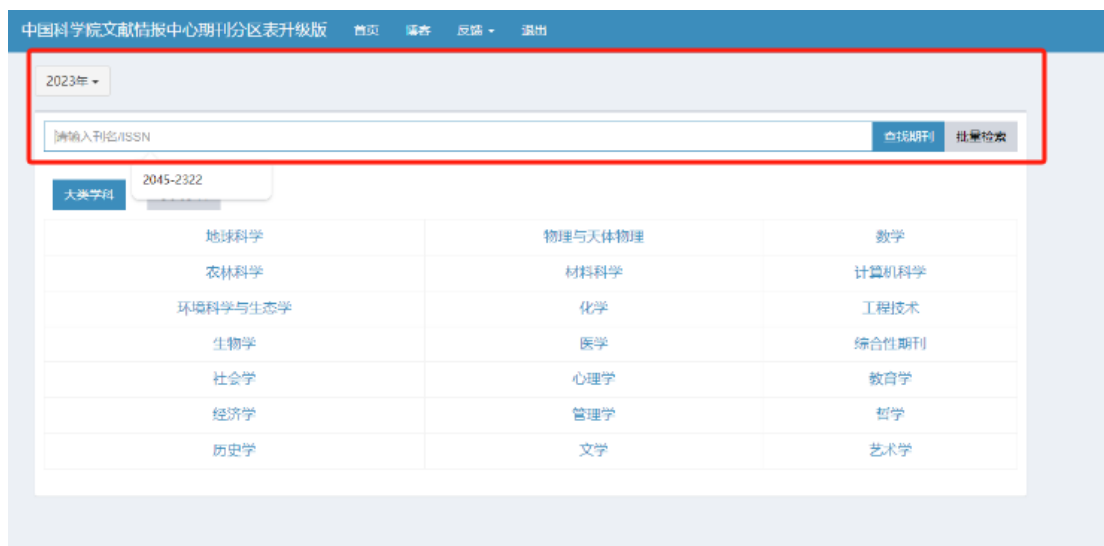 中国科学院文献情报中心期刊分区表升级版 首页 博客 反馈 退出
2023年
请输入刊名/ISSN 查找期刊 批量检索
2045-2322
大类学科
地球科学 物理与天体物理 数学
农林科学 材料科学 计算机科学
环境科学与生态学 化学 工程技术
生物学 医学 综合性期刊
社会学 心理学 教育学
经济学 管理学 哲学
历史学 文学 艺术学